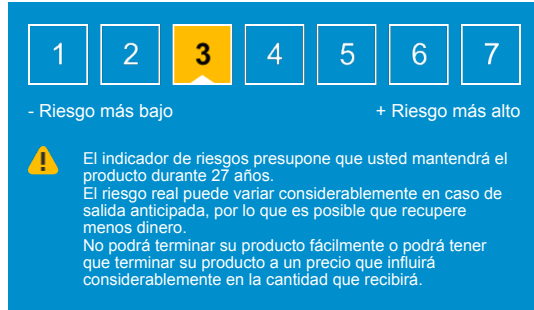 1 2 3 4 5 6 7
- Riesgo más bajo + Riesgo más alto
El indicador de riesgos presupone que usted mantendrá el
producto durante 27 años.
El riesgo real puede variar considerablemente en caso de
salida anticipada, por lo que es posible que recupere
menos dinero.
No podrá terminar su producto fácilmente o podrá tener
que terminar su producto a un precio que influirá
considerablemente en la cantidad que recibirá.